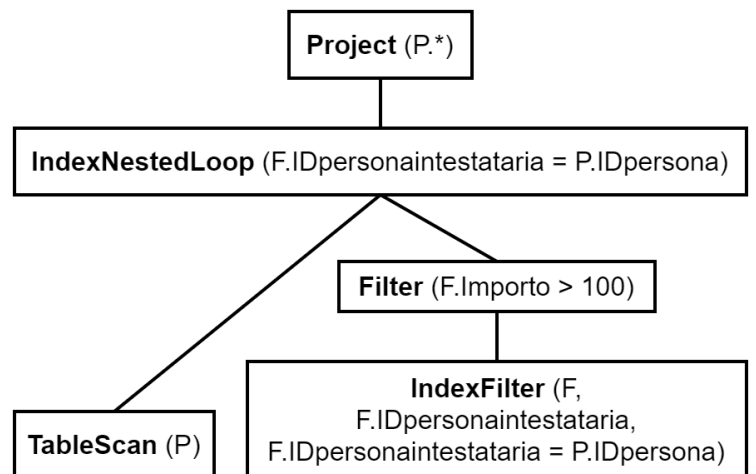 Project (P.*)
IndexNestedLoop (F.IDpersonaintestataria = P.IDpersona)
Filter (F.Importo > 100)
IndexFilter (F,
F.IDpersonaintestataria,
F.IDpersonaintestataria = P.IDpersona)
TableScan (P)